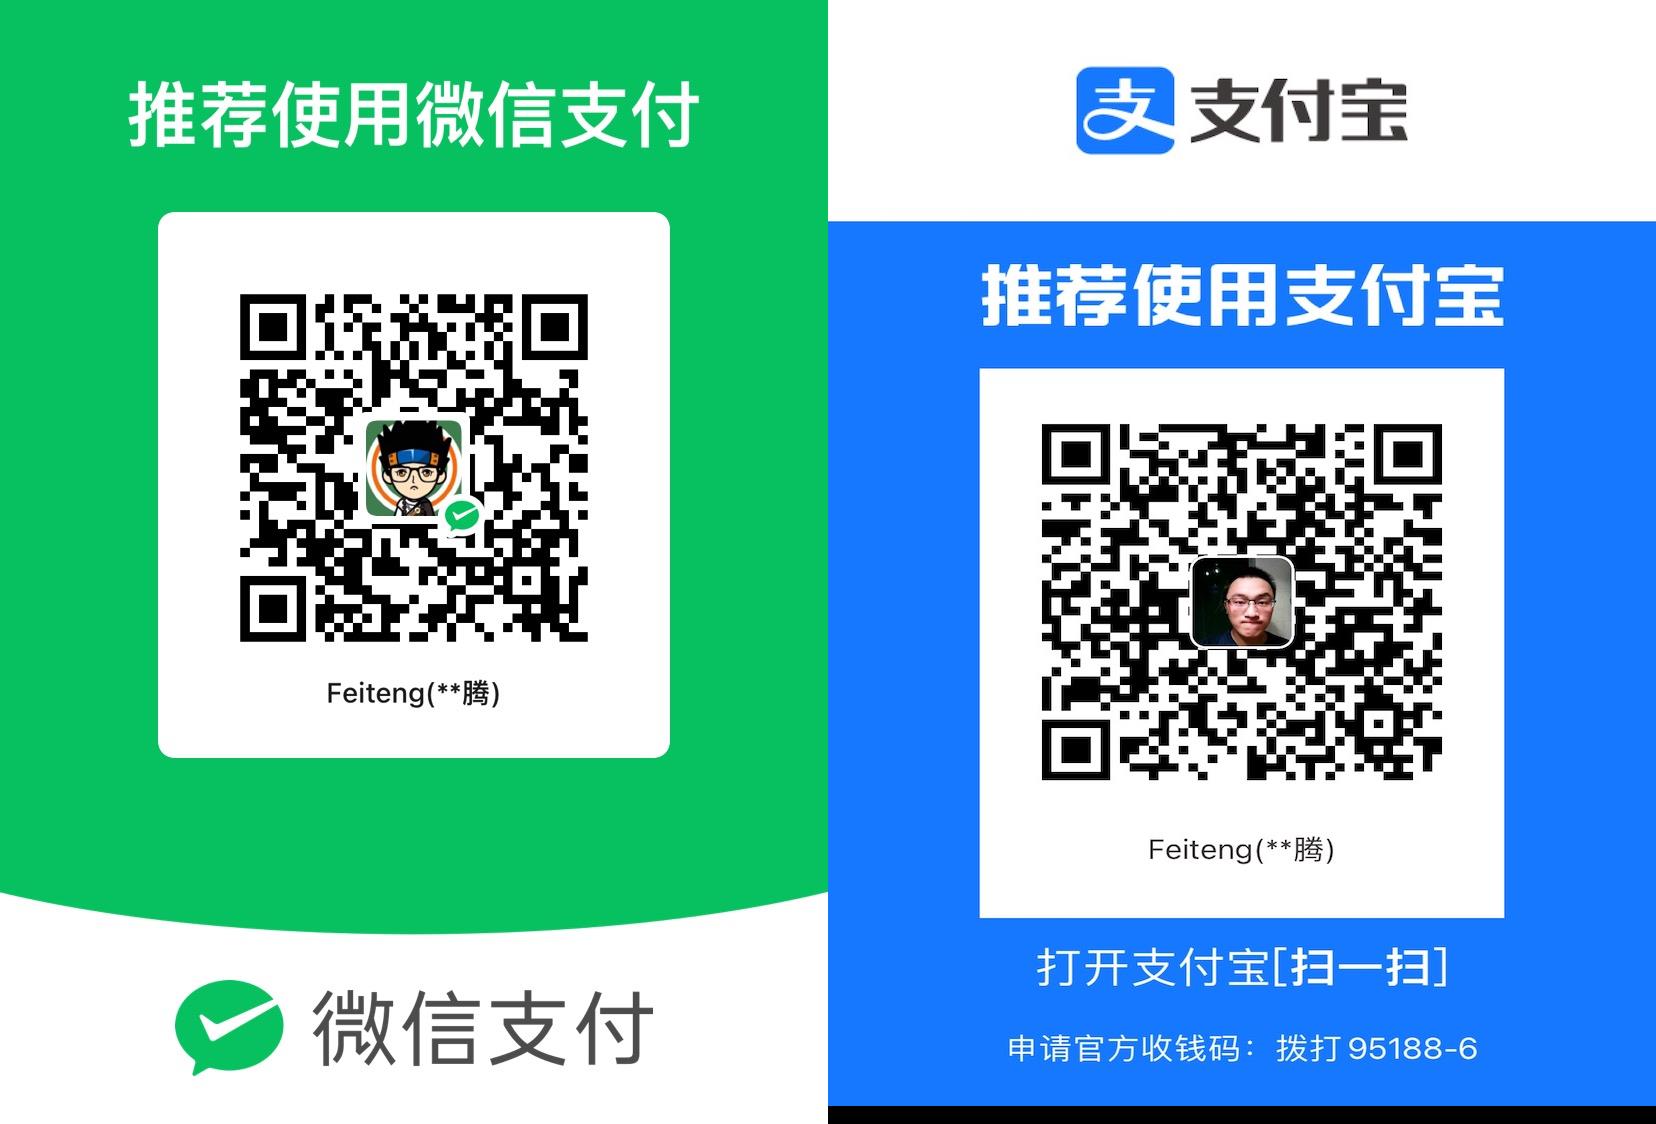 推荐使用微信支付
Feiteng(**腾)
微信支付
支 支付宝
推荐使用支付宝
Feiteng(**腾)
打开支付宝[扫一扫]
申请官方收钱码：拨打 95188-6